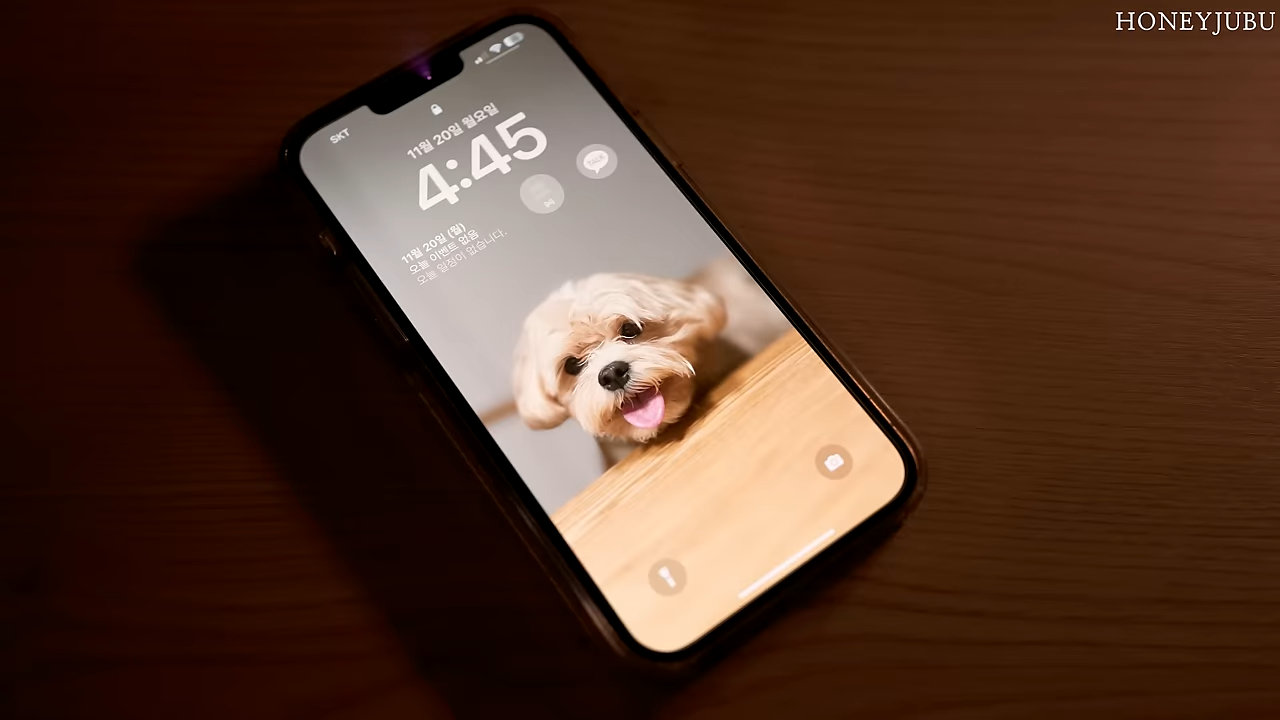 HONEYJUBU
SKT
11월 20일 월요일
4:45
TALK
11월 20일 (월)
오늘 이벤트 없음
오늘 일정이 없습니다.